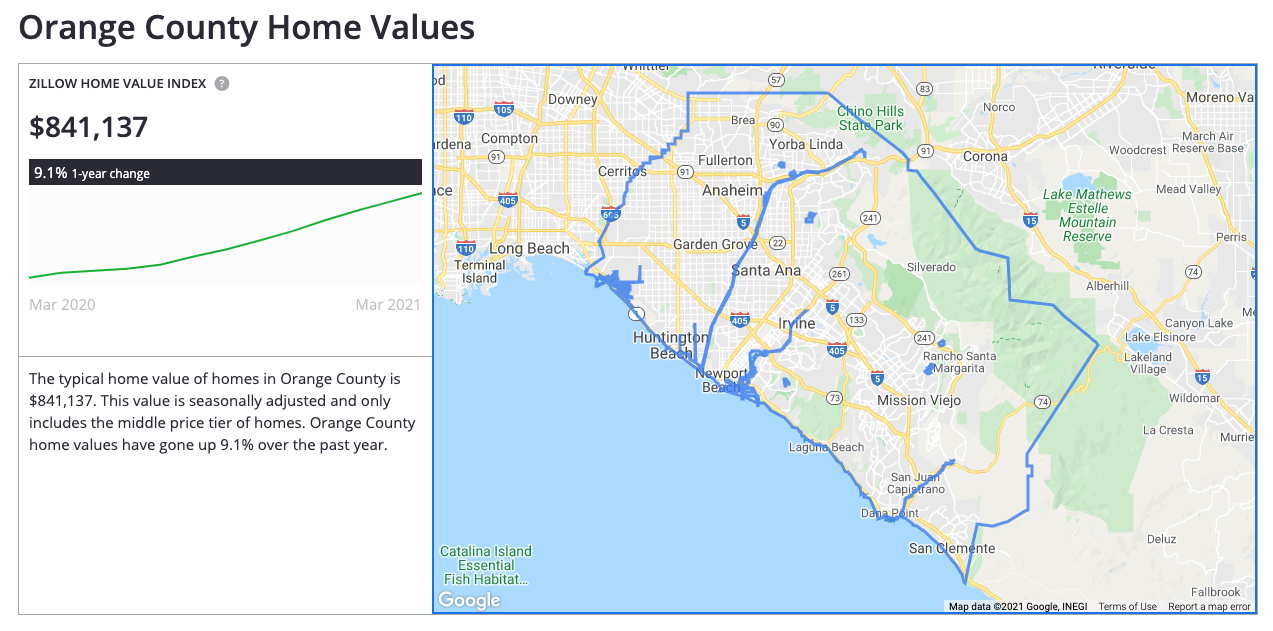 Orange County Home Values
ZILLOW HOME VALUE INDEX ?
$841,137
9.1% 1-year change
Mar 2020 Mar 2021
The typical home value of homes in Orange County is
$841,137. This value is seasonally adjusted and only
includes the middle price tier of homes. Orange County
home values have gone up 9.1% over the past year.
57
83
Downey
Norco
Moreno Va
105
110
Chino Hills
State Park
Brea
90
Compton
rdena
Yorba Linda
March Air
Reserve Base
Woodcrest
91
Fullerton
91
Corona
Cerritos
91
Anaheim
Mead Valley
ce
405
Lake Mathews
Estelle
Mountain
Reserve
605
5
241
15
Perris
110
Long Beach
Garden Grove
22
Terminal
Island
Santa Ana
261
Silverado
74
Alberhill
1
405
Irvine
5
133
Canyon Lake
Me
Huntington
Beach
241
Lake Elsinore
405
Rancho Santa
Margarita
Lakeland
Village
Newport
Beach
5
15
73
Mission Viejo
74
Wildomar
La Cresta
Murrie
Laguna Beach
San Juan
Capistrano
Dana Point
San Clemente
Deluz
Catalina Island
Essential
Fish Habitat...
Fallbrook
Google
Map data ©2021 Google, INEGI Terms of Use Report a map error